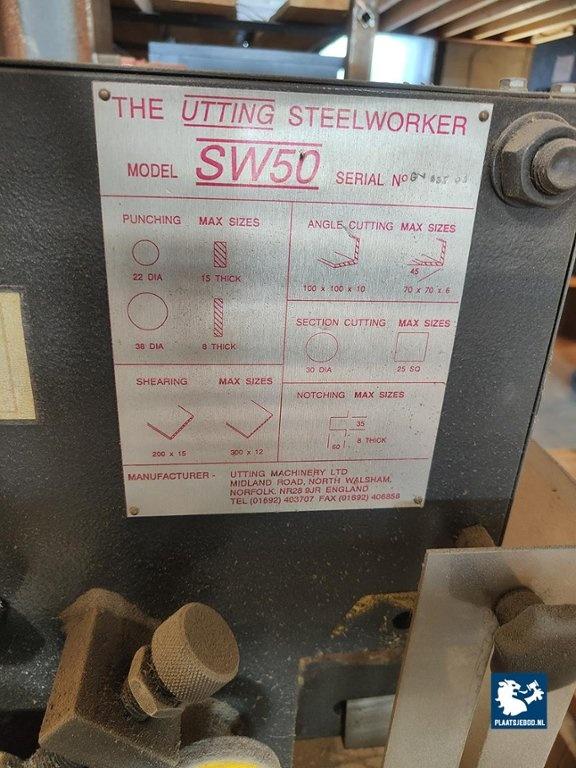 THE UTTING STEELWORKER
MODEL SW50 SERIAL Nº
PUNCHING MAX SIZES
22 DIA 15 THICK
38 DIA 8 THICK
ANGLE CUTTING MAX SIZES
45
100 x 100 x 10 70 x 70 x 6
SECTION CUTTING MAX SIZES
30 DIA 25 SQ
SHEARING MAX SIZES
200 x 15 300 x 12
NOTCHING MAX SIZES
35
60 8 THICK
MANUFACTURER - UTTING MACHINERY LTD
MIDLAND ROAD, NORTH WALSHAM,
NORFOLK. NR28 9JR ENGLAND
TEL (01692) 403707 FAX (01692) 406858
PLAATSJEBOD.NL